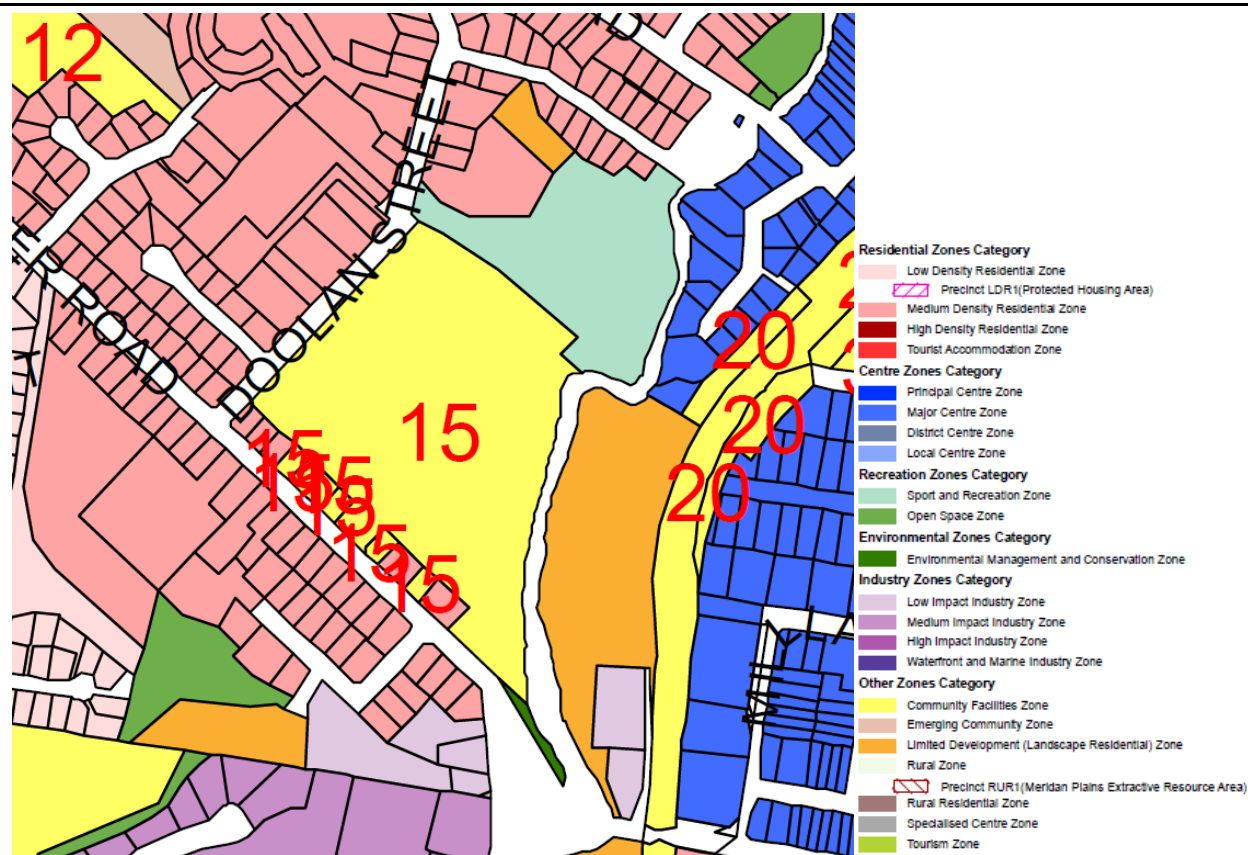 12
DOOLAN STREET
ER ROAD
15
15
15
15
15
15
15
15
20
20
20
Residential Zones Category
Low Density Residential Zone
Precinct LDR1(Protected Housing Area)
Medium Density Residential Zone
High Density Residential Zone
Tourist Accommodation Zone
Centre Zones Category
Principal Centre Zone
Major Centre Zone
District Centre Zone
Local Centre Zone
Recreation Zones Category
Sport and Recreation Zone
Open Space Zone
Environmental Zones Category
Environmental Management and Conservation Zone
Industry Zones Category
Low Impact Industry Zone
Medium Impact Industry Zone
High Impact Industry Zone
Waterfront and Marine Industry Zone
Other Zones Category
Community Facilities Zone
Emerging Community Zone
Limited Development (Landscape Residential) Zone
Rural Zone
Precinct RUR1(Meridan Plains Extractive Resource Area)
Rural Residential Zone
Specialised Centre Zone
Tourism Zone